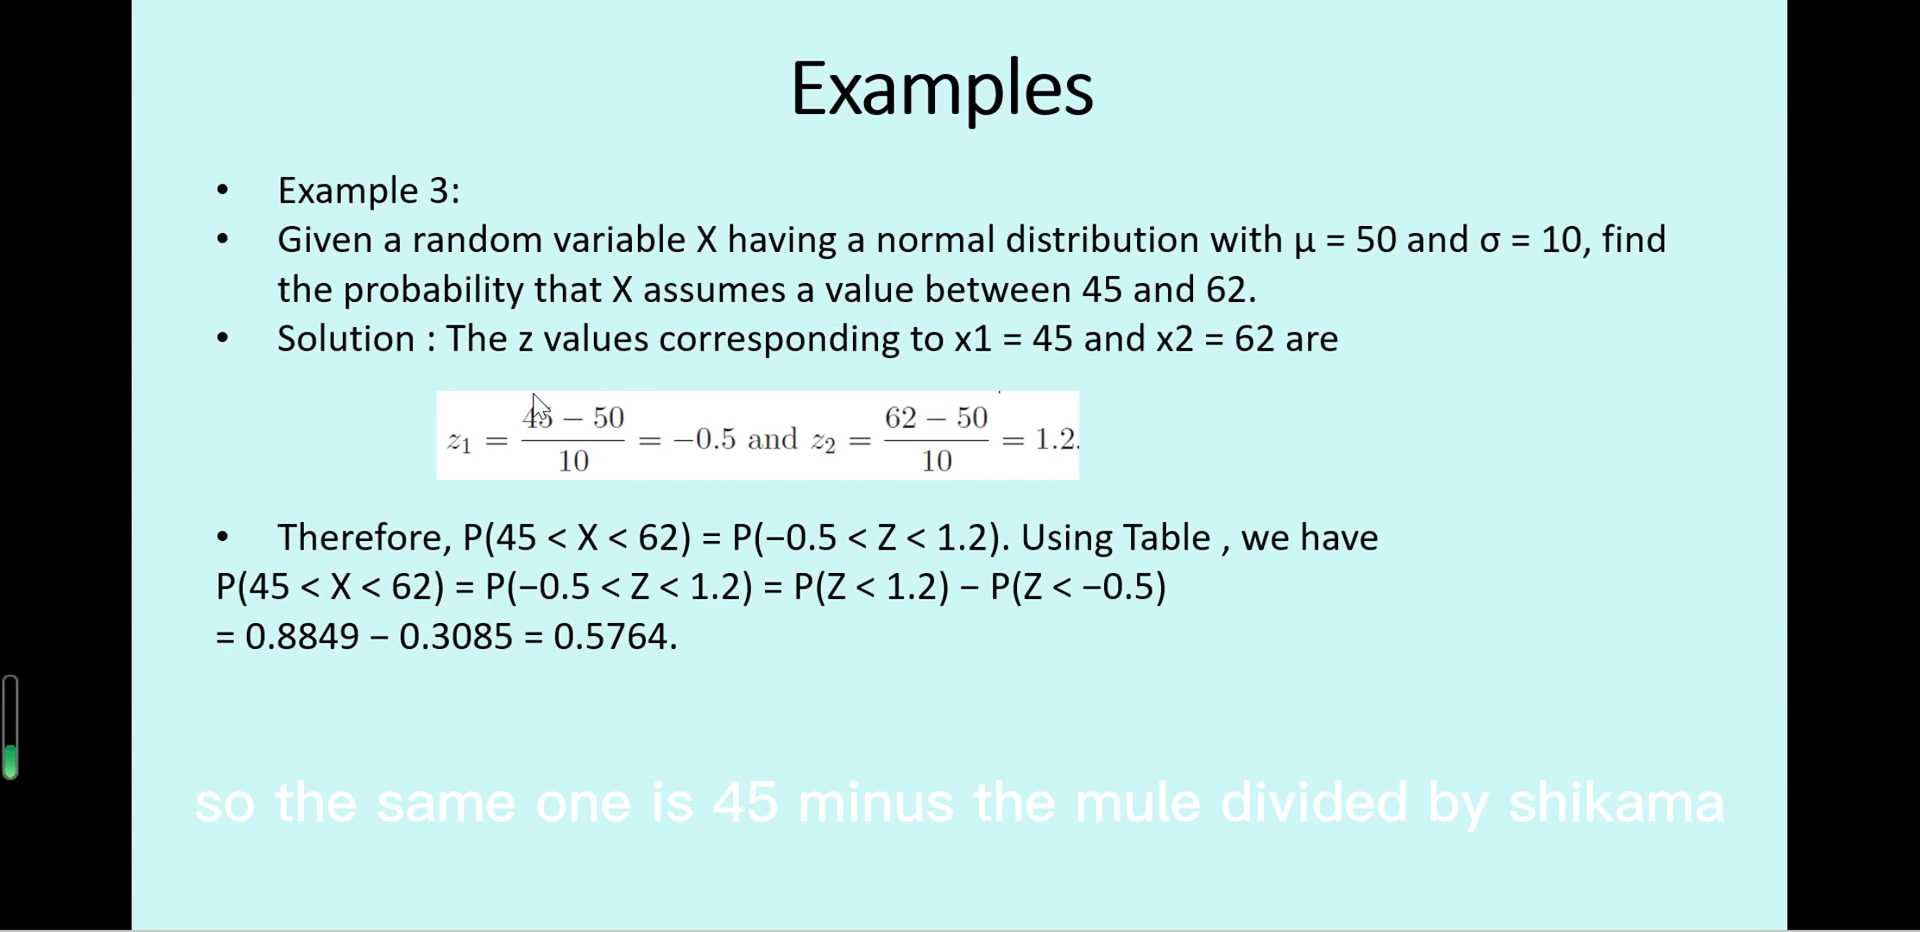 Examples
• Example 3:
• Given a random variable X having a normal distribution with μ = 50 and σ = 10, find
the probability that X assumes a value between 45 and 62.
• Solution : The z values corresponding to x1 = 45 and x2 = 62 are
z₁ = (45 − 50)/10 = −0.5 and z₂ = (62 − 50)/10 = 1.2.
• Therefore, P(45 < X < 62) = P(−0.5 < Z < 1.2). Using Table , we have
P(45 < X < 62) = P(−0.5 < Z < 1.2) = P(Z < 1.2) − P(Z < −0.5)
= 0.8849 − 0.3085 = 0.5764.
so the same one is 45 minus the mule divided by shikama